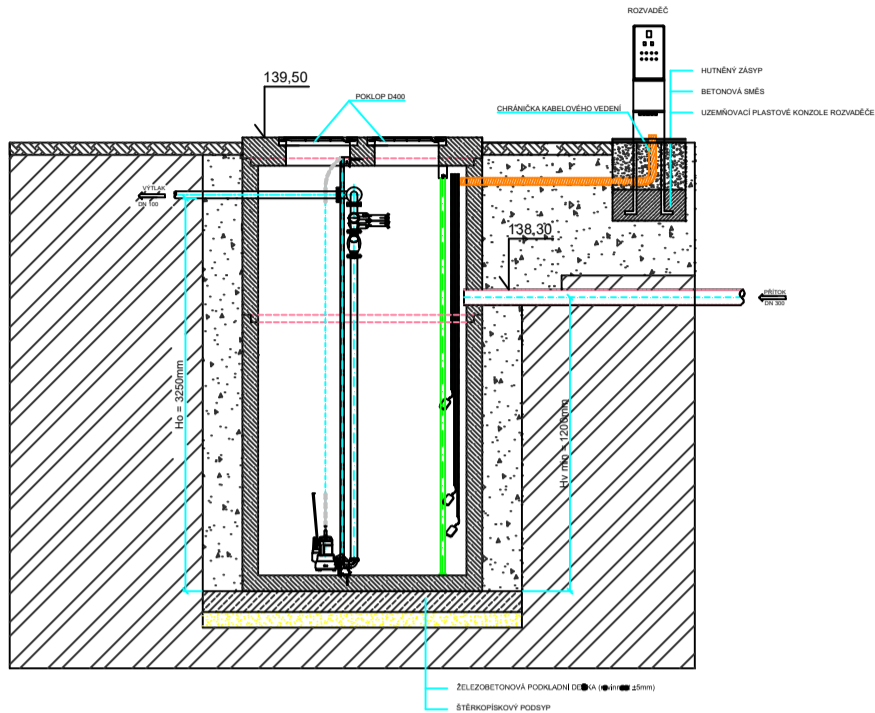 ROZVADĚČ
HUTNĚNÝ ZÁSYP
BETONOVÁ SMĚS
UZEMŇOVACÍ PLASTOVÉ KONZOLE ROZVADĚČE
139,50
POKLOP D400
CHRÁNIČKA KABELOVÉHO VEDENÍ
VÝTLAK
DN 100
138,30
PŘÍTOK
DN 300
Ho = 3250mm
Hv min = 1200mm
ŽELEZOBETONOVÁ PODKLADNÍ ±5mm)
ŠTĚRKOPÍSKOVÝ PODSYP